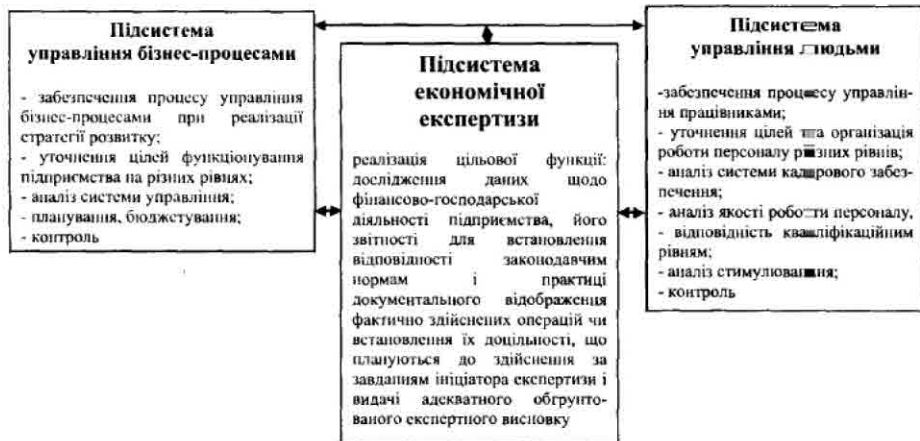 Підсистема
управління бізнес-процесами
- забезпечення процесу управління
бізнес-процесами при реалізації
стратегії розвитку;
- уточнення цілей функціонування
підприємства на різних рівнях;
- аналіз системи управління;
- планування, бюджетування;
- контроль
Підсистема
економічної
експертизи
реалізація цільової функції:
дослідження даних щодо
фінансово-господарської
діяльності підприємства, його
звітності для встановлення
відповідності законодавчим
нормам і практиці
документального відображення
фактично здійснених операцій чи
встановлення їх доцільності, що
плануються до здійснення за
завданням ініціатора експертизи і
видачі адекватного обгрунто-
ваного експертного висновку
Підсистема
управління людьми
-забезпечення процесу управлін-
ня працівниками;
- уточнення цілей та організація
роботи персоналу різних рівнів;
- аналіз системи кадрового забез-
печення;
- аналіз якості роботи персоналу,
- відповідність кваліфікаційним
рівням;
- аналіз стимулювання;
- контроль